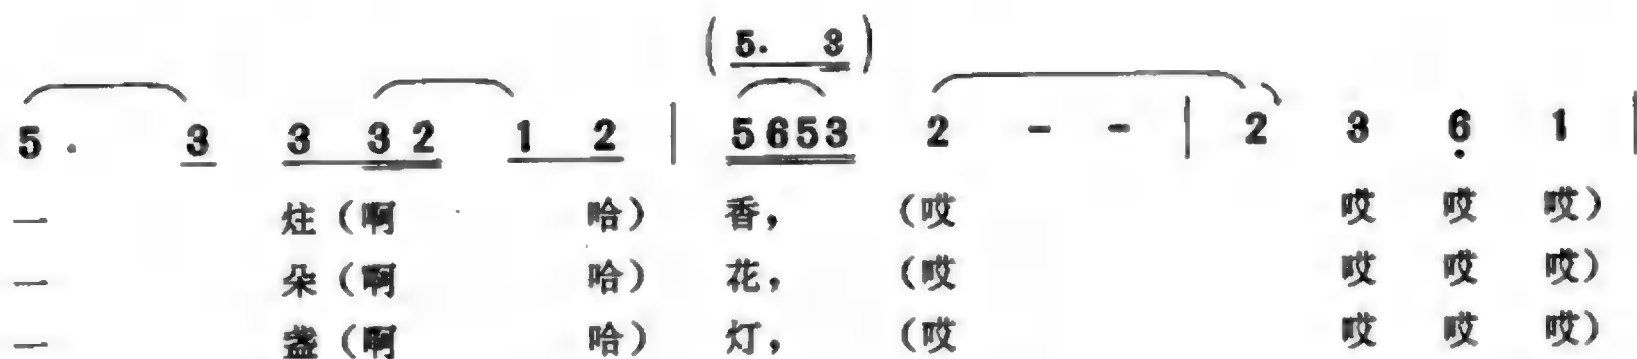 (5. 3)
5. 3 3 3 2 1 2 | 5653 2 - - | 2 3 6 1 |
一 炷（啊 哈）香，（哎 哎 哎 哎）
一 朵（啊 哈）花，（哎 哎 哎 哎）
一 盏（啊 哈）灯，（哎 哎 哎 哎）